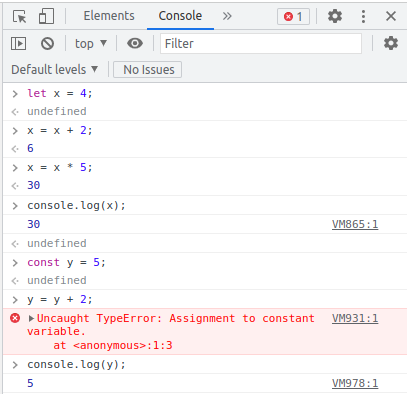 Elements Console » 1
top Filter
Default levels No Issues
> let x = 4;
undefined
> x = x + 2;
6
> x = x * 5;
30
> console.log(x);
30 VM865:1
undefined
> const y = 5;
undefined
> y = y + 2;
Uncaught TypeError: Assignment to constant VM931:1
variable.
at <anonymous>:1:3
> console.log(y);
5 VM978:1